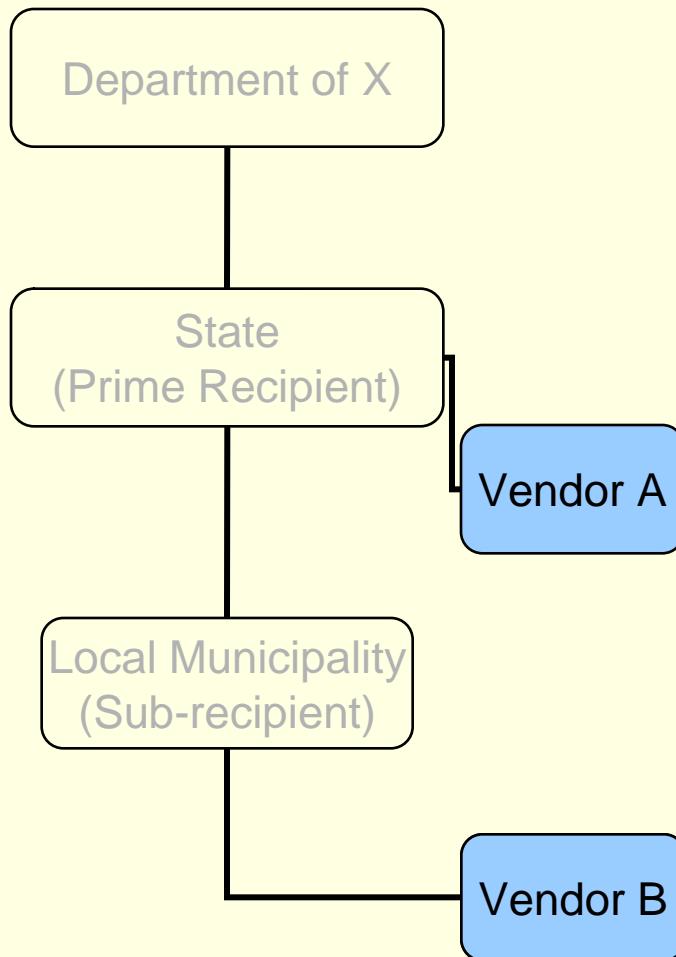 Department of X
State
(Prime Recipient)
Vendor A
Local Municipality
(Sub-recipient)
Vendor B